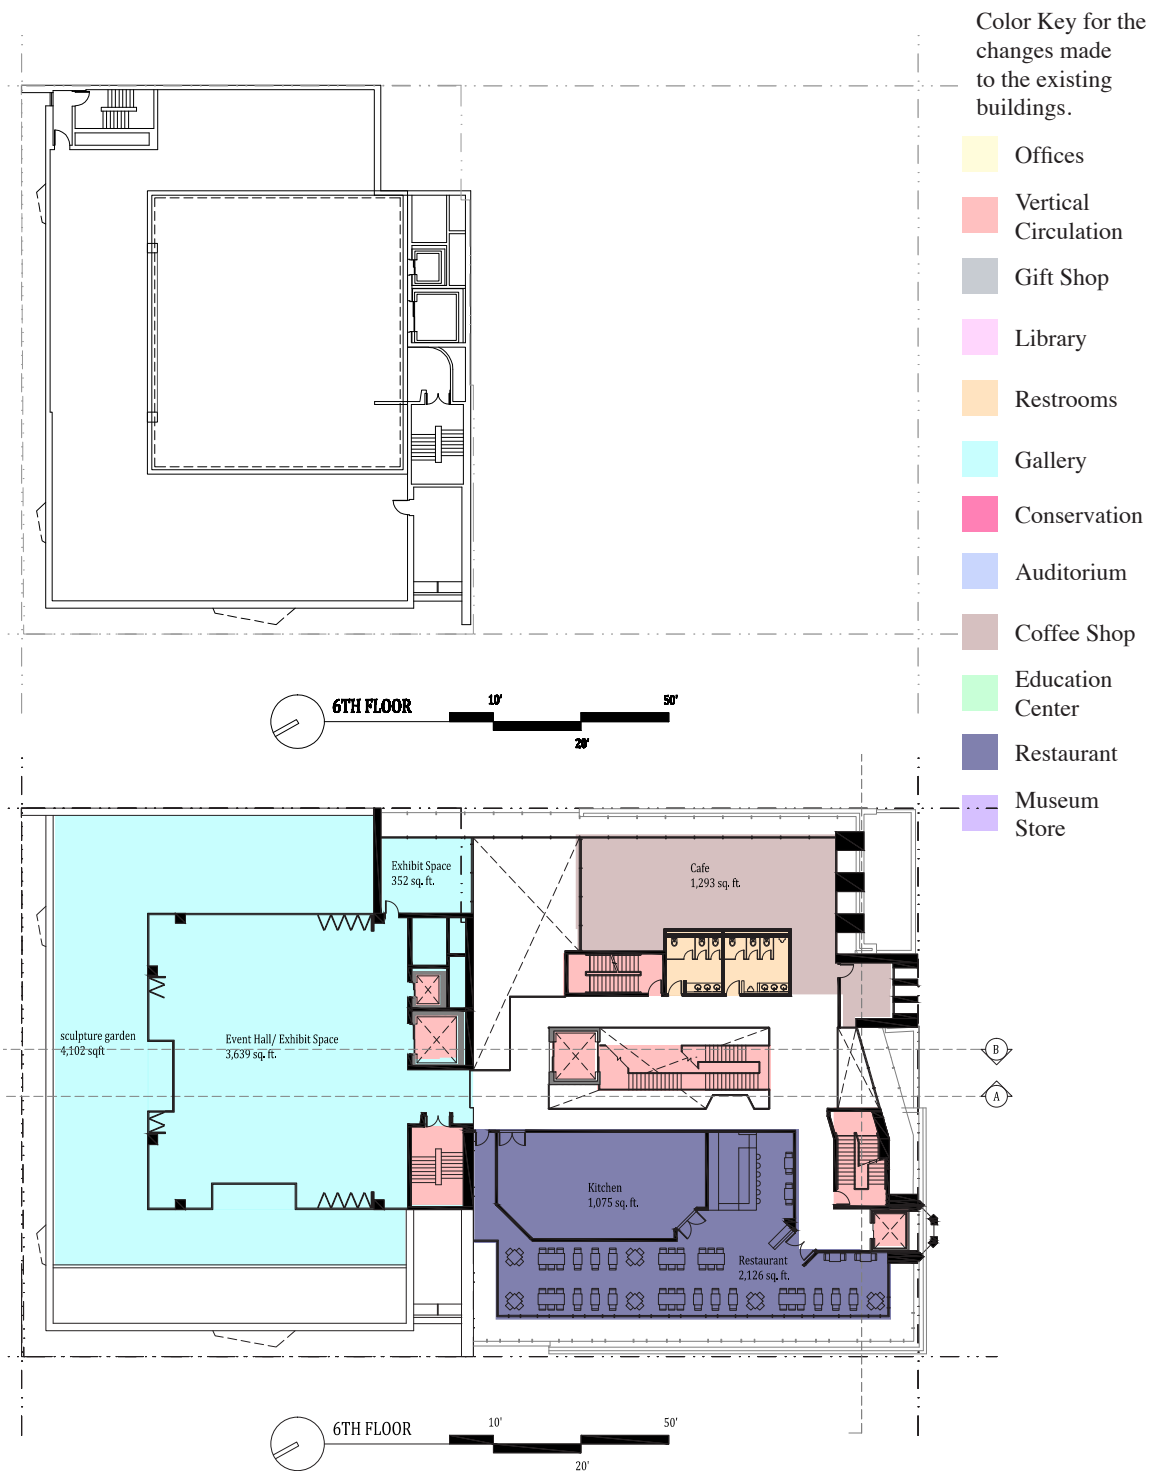 Color Key for the
changes made
to the existing
buildings.
Offices
Vertical
Circulation
Gift Shop
Library
Restrooms
Gallery
Conservation
Auditorium
Coffee Shop
Education
Center
Restaurant
Museum
Store
6TH FLOOR
10'
50'
20'
Exhibit Space
352 sq. ft.
Cafe
1,293 sq. ft.
sculpture garden
4,102 sqft
Event Hall/ Exhibit Space
3,639 sq. ft.
B
A
Kitchen
1,075 sq. ft.
Restaurant
2,126 sq. ft.
6TH FLOOR
10'
50'
20'